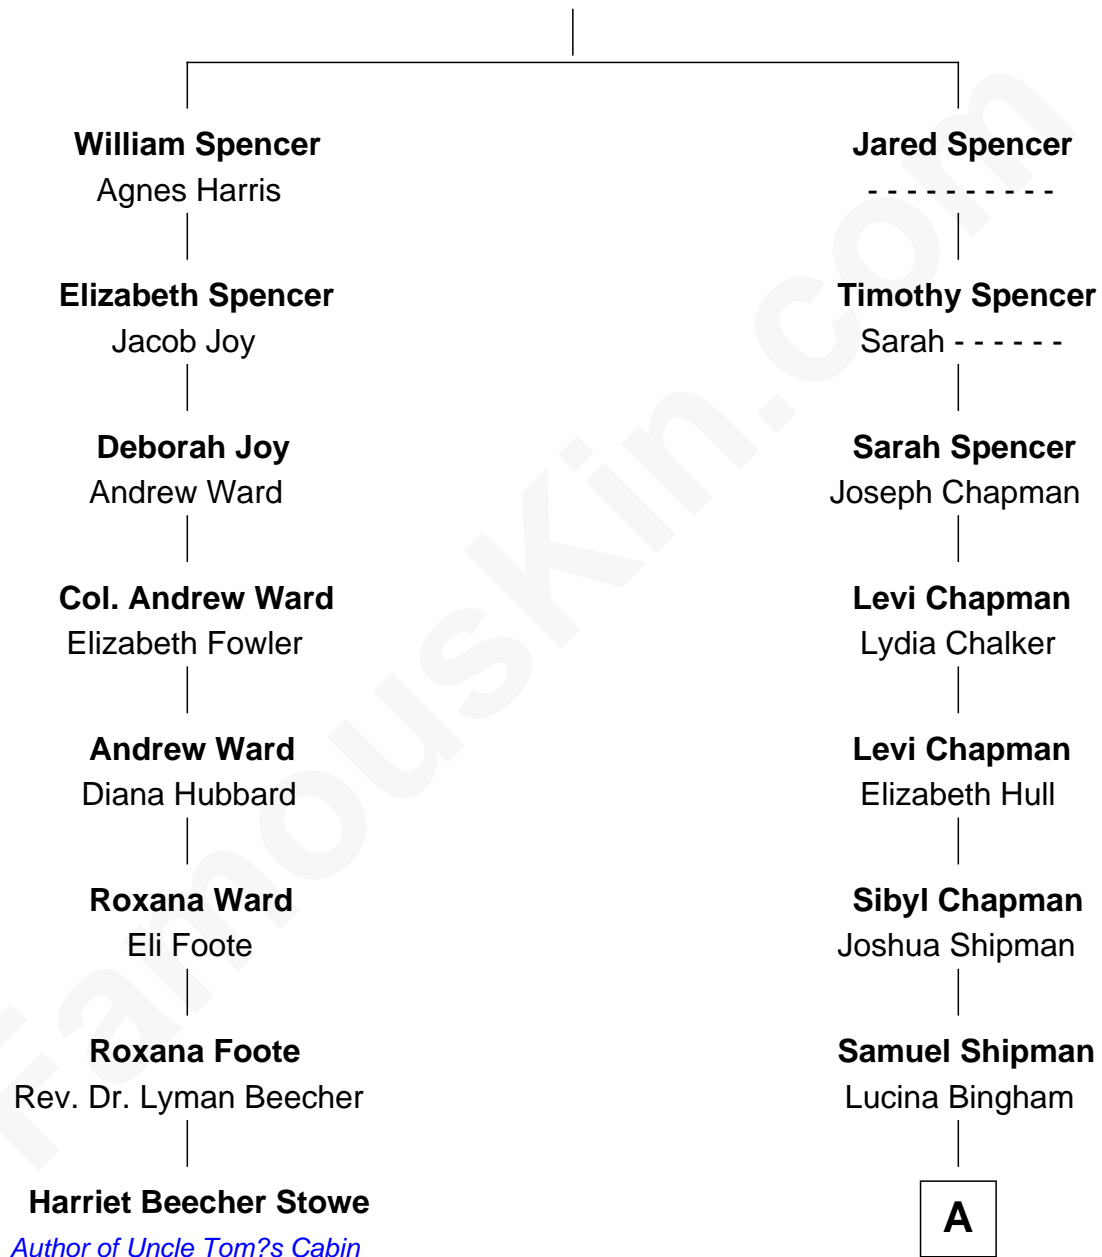 William Spencer
Agnes Harris
Elizabeth Spencer
Jacob Joy
Deborah Joy
Andrew Ward
Col. Andrew Ward
Elizabeth Fowler
Andrew Ward
Diana Hubbard
Roxana Ward
Eli Foote
Roxana Foote
Rev. Dr. Lyman Beecher
Harriet Beecher Stowe
Author of Uncle Tom?s Cabin
Jared Spencer
- - - - - - - - - -
Timothy Spencer
Sarah - - - - - -
Sarah Spencer
Joseph Chapman
Levi Chapman
Lydia Chalker
Levi Chapman
Elizabeth Hull
Sibyl Chapman
Joshua Shipman
Samuel Shipman
Lucina Bingham
A
FamousKin.com